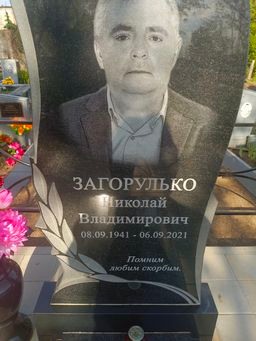 ЗАГОРУЛЬКО
Николай
Владимирович
08.09.1941 - 06.09.2021
Помним
любим скорбим.